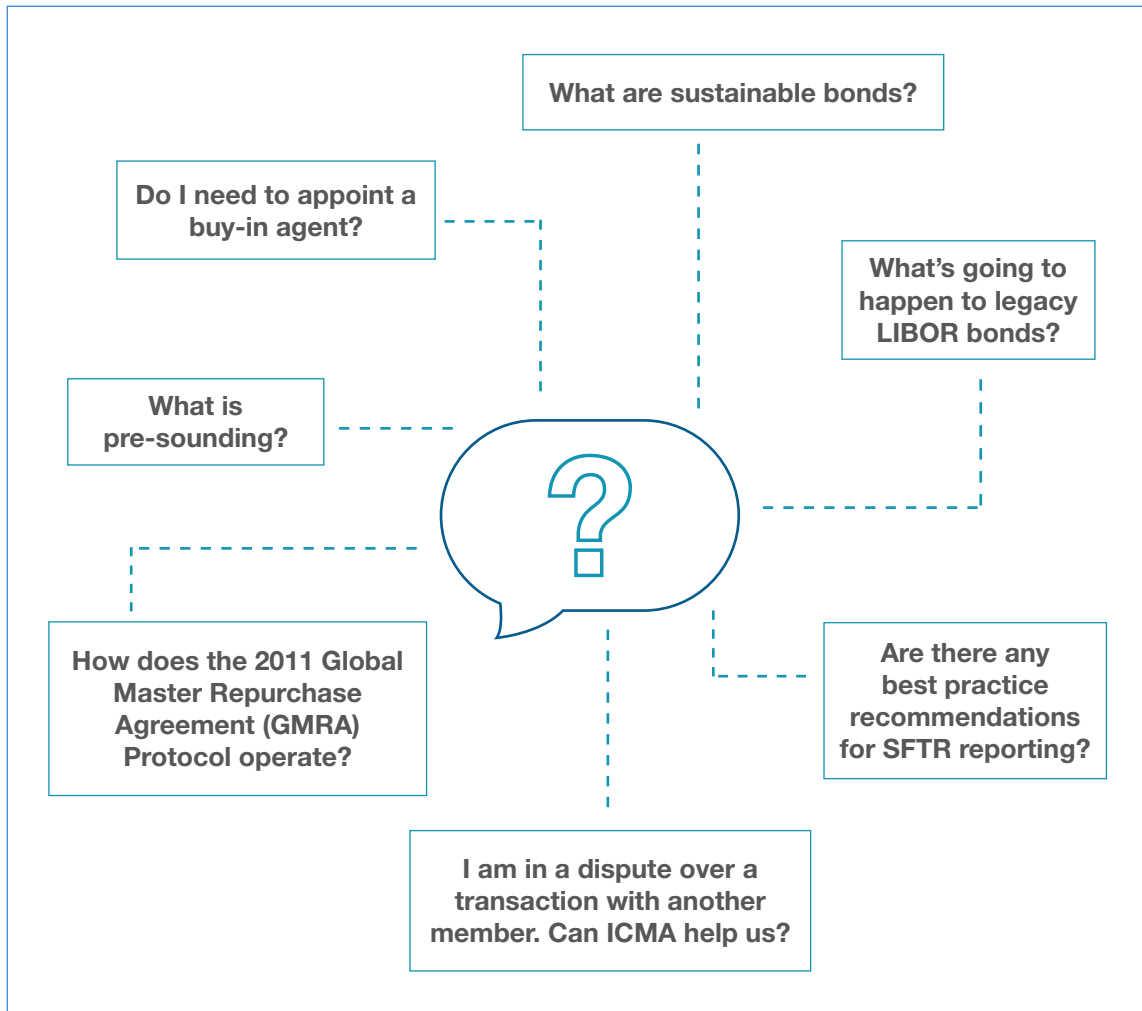 What are sustainable bonds?
Do I need to appoint a
buy-in agent?
What's going to
happen to legacy
LIBOR bonds?
What is
pre-sounding?
?
How does the 2011 Global
Master Repurchase
Agreement (GMRA)
Protocol operate?
Are there any
best practice
recommendations
for SFTR reporting?
I am in a dispute over a
transaction with another
member. Can ICMA help us?